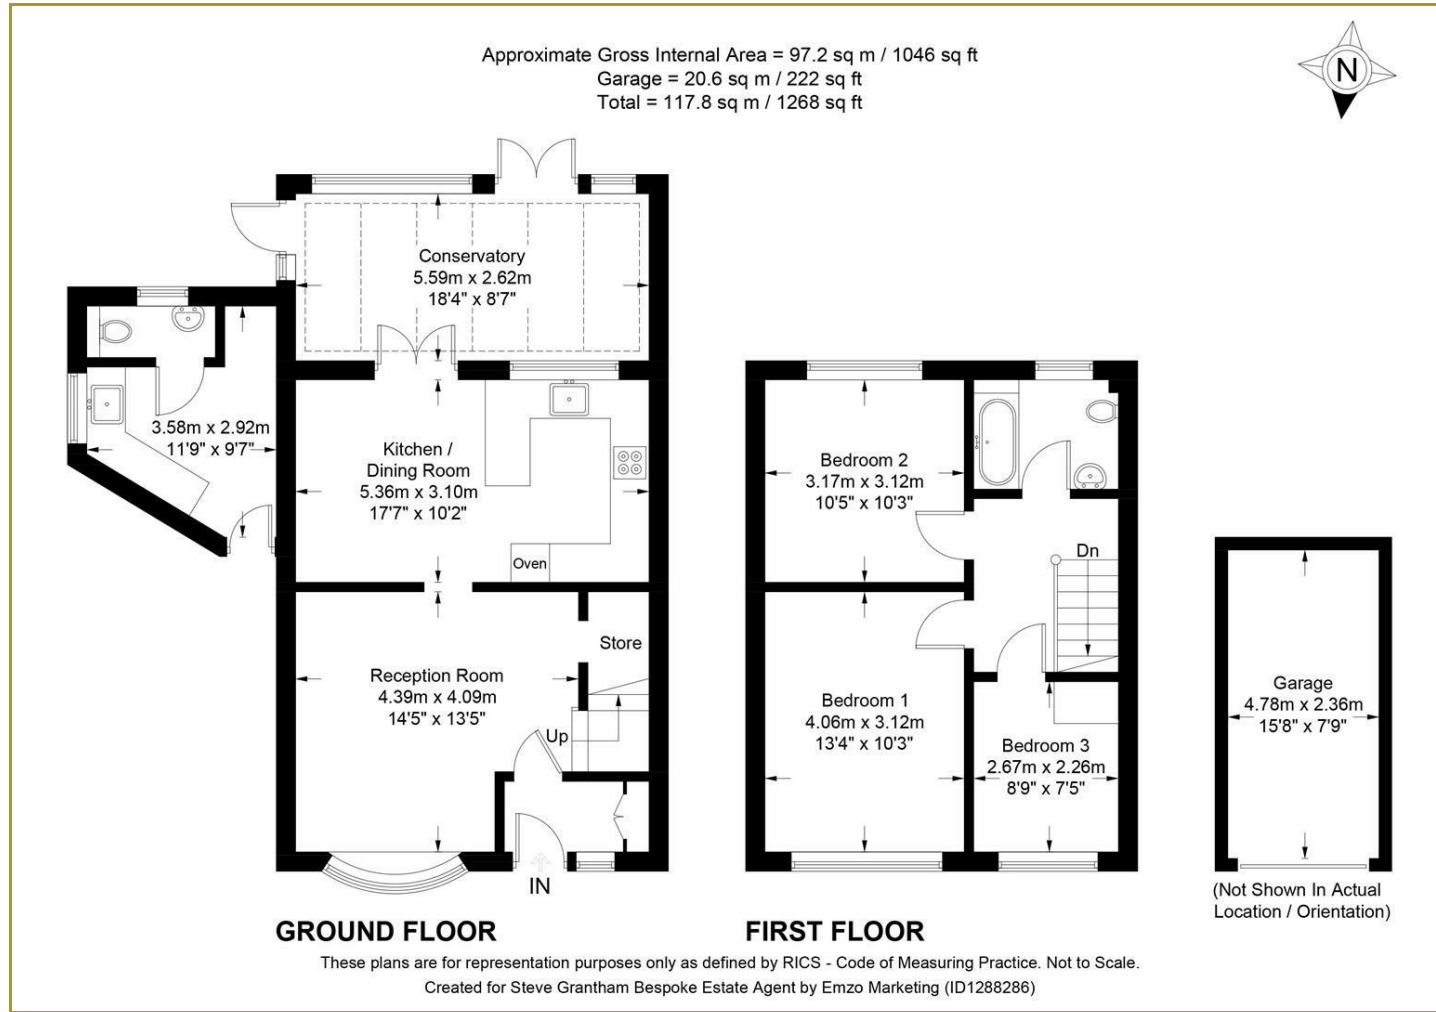 Approximate Gross Internal Area = 97.2 sq m / 1046 sq ft
Garage = 20.6 sq m / 222 sq ft
Total = 117.8 sq m / 1268 sq ft
N
Conservatory
5.59m x 2.62m
18'4" x 8'7"
3.58m x 2.92m
11'9" x 9'7"
Kitchen /
Dining Room
5.36m x 3.10m
17'7" x 10'2"
Oven
Reception Room
4.39m x 4.09m
14'5" x 13'5"
Store
Up
IN
Bedroom 2
3.17m x 3.12m
10'5" x 10'3"
Dn
Bedroom 1
4.06m x 3.12m
13'4" x 10'3"
Bedroom 3
2.67m x 2.26m
8'9" x 7'5"
Garage
4.78m x 2.36m
15'8" x 7'9"
(Not Shown In Actual
Location / Orientation)
GROUND FLOOR
FIRST FLOOR
These plans are for representation purposes only as defined by RICS - Code of Measuring Practice. Not to Scale.
Created for Steve Grantham Bespoke Estate Agent by Emzo Marketing (ID1288286)